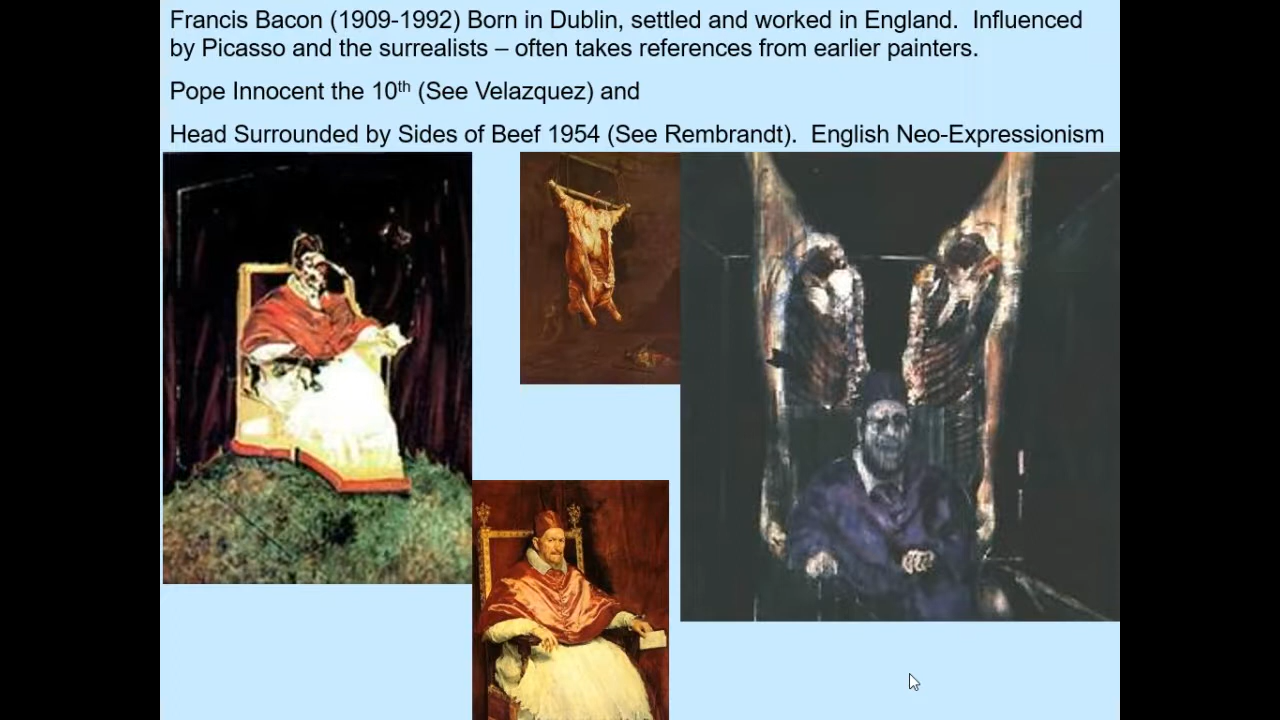 Francis Bacon (1909-1992) Born in Dublin, settled and worked in England.  Influenced
by Picasso and the surrealists – often takes references from earlier painters.
Pope Innocent the 10th (See Velazquez) and
Head Surrounded by Sides of Beef 1954 (See Rembrandt).  English Neo-Expressionism